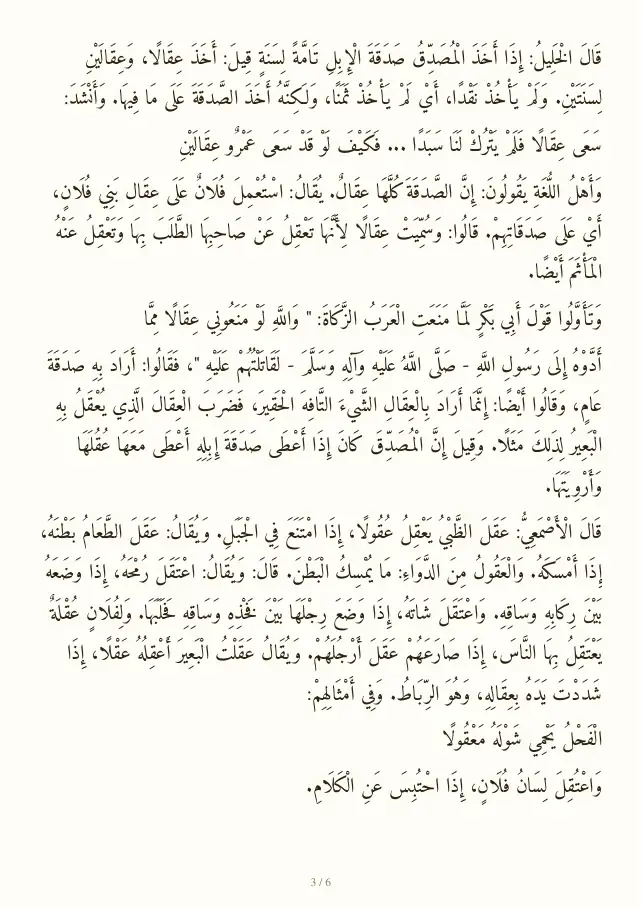 قَالَ الْخَلِيلُ: إِذَا أَخَذَ الْمُصَدِّقُ صَدَقَةَ الْإِبِلِ تَامَّةً لِسَنَةٍ قِيلَ: أَخَذَ عِقَالًا، وَعِقَالَيْنِ
لِسَنَتَيْنِ. وَلَمْ يَأْخُذْ نَقْدًا، أَيْ لَمْ يَأْخُذْ ثَمَنًا، وَلَكِنَّهُ أَخَذَ الصَّدَقَةَ عَلَى مَا فِيهَا. وَأَنْشَدَ:
سَعَى عِقَالًا فَلَمْ يَتْرُكْ لَنَا سَبَدًا ... فَكَيْفَ لَوْ قَدْ سَعَى عَمْرٌو عِقَالَيْنِ
وَأَهْلُ اللُّغَةِ يَقُولُونَ: إِنَّ الصَّدَقَةَ كُلَّهَا عِقَالٌ. يُقَالُ: اسْتُعْمِلَ فُلَانٌ عَلَى عِقَالِ بَنِي فُلَانٍ،
أَيْ عَلَى صَدَقَاتِهِمْ. قَالُوا: وَسُمِّيَتْ عِقَالًا لِأَنَّهَا تَعْقِلُ عَنْ صَاحِبِهَا الطَّلَبَ بِهَا وَتَعْقِلُ عَنْهُ
الْمَأْثَمَ أَيْضًا.
وَتَأَوَّلُوا قَوْلَ أَبِي بَكْرٍ لَمَّا مَنَعَتِ الْعَرَبُ الزَّكَاةَ: " وَاللَّهِ لَوْ مَنَعُونِي عِقَالًا مِمَّا
أَدَّوْهُ إِلَى رَسُولِ اللَّهِ - صَلَّى اللَّهُ عَلَيْهِ وَآلِهِ وَسَلَّمَ - لَقَاتَلْتُهُمْ عَلَيْهِ "، فَقَالُوا: أَرَادَ بِهِ صَدَقَةَ
عَامٍ، وَقَالُوا أَيْضًا: إِنَّمَا أَرَادَ بِالْعِقَالِ الشَّيْءَ التَّافِهَ الْحَقِيرَ، فَضَرَبَ الْعِقَالَ الَّذِي يُعْقَلُ بِهِ
الْبَعِيرُ لِذَلِكَ مَثَلًا. وَقِيلَ إِنَّ الْمُصَدِّقَ كَانَ إِذَا أَعْطَى صَدَقَةَ إِبِلِهِ أَعْطَى مَعَهَا عُقُلَهَا
وَأَرْوِيَتَهَا.
قَالَ الْأَصْمَعِيُّ: عَقَلَ الظَّبْيُ يَعْقِلُ عُقُولًا، إِذَا امْتَنَعَ فِي الْجَبَلِ. وَيُقَالُ: عَقَلَ الطَّعَامُ بَطْنَهُ،
إِذَا أَمْسَكَهُ. وَالْعَقُولُ مِنَ الدَّوَاءِ: مَا يُمْسِكُ الْبَطْنَ. قَالَ: وَيُقَالُ: اعْتَقَلَ رُمْحَهُ، إِذَا وَضَعَهُ
بَيْنَ رِكَابِهِ وَسَاقِهِ. وَاعْتَقَلَ شَاتَهُ، إِذَا وَضَعَ رِجْلَهَا بَيْنَ فَخْذِهِ وَسَاقِهِ فَحَلَبَهَا. وَلِفُلَانٍ عُقْلَةٌ
يَعْتَقِلُ بِهَا النَّاسَ، إِذَا صَارَعَهُمْ عَقَلَ أَرْجُلَهُمْ. وَيُقَالُ عَقَلْتُ الْبَعِيرَ أَعْقِلُهُ عَقْلًا، إِذَا
شَدَدْتَ يَدَهُ بِعِقَالِهِ، وَهُوَ الرِّبَاطُ. وَفِي أَمْثَالِهِمْ:
الْفَحْلُ يَحْمِي شَوْلَهُ مَعْقُولًا
وَاعْتُقِلَ لِسَانُ فُلَانٍ، إِذَا احْتُبِسَ عَنِ الْكَلَامِ.
3 / 6